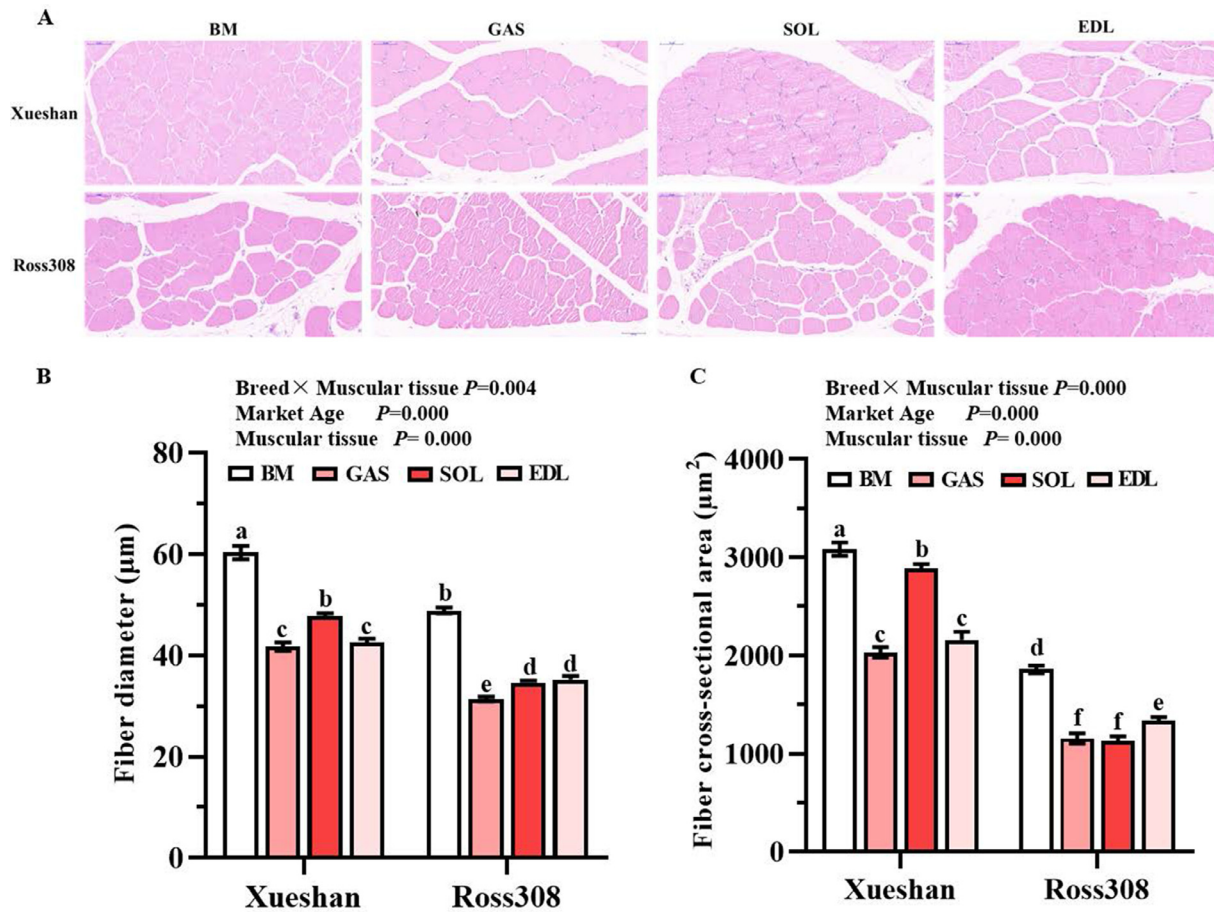 A
BM GAS SOL EDL
Xueshan
Ross308
B
Breed× Muscular tissue P=0.004
Market Age P=0.000
Muscular tissue P= 0.000
BM GAS SOL EDL
Fiber diameter (μm)
80
60
40
20
0
a
c
b
c
b
e
d
d
Xueshan Ross308
C
Breed× Muscular tissue P=0.000
Market Age P=0.000
Muscular tissue P= 0.000
BM GAS SOL EDL
Fiber cross-sectional area (μm²)
4000
3000
2000
1000
0
a
c
b
c
d
f
f
e
Xueshan Ross308